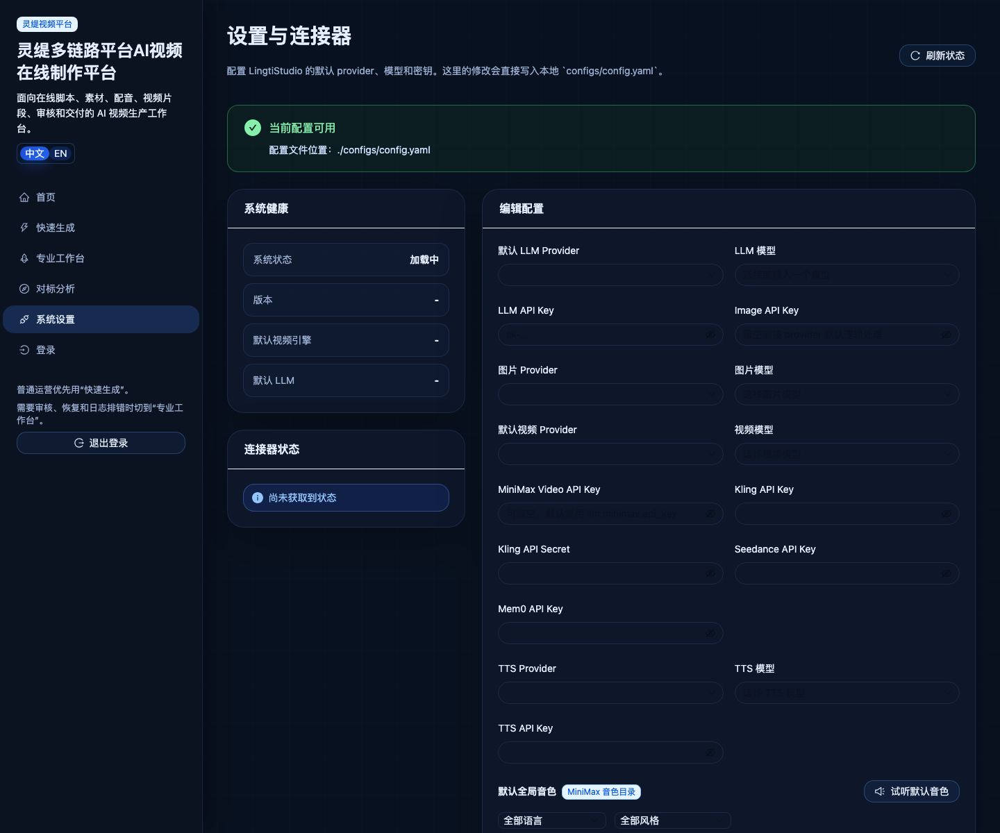 灵缇视频平台
灵缇多链路平台AI视频
在线制作平台
面向在线脚本、素材、配音、视频片
段、审核和交付的 AI 视频生产工作
台。
中文 EN
首页
快速生成
专业工作台
对标分析
系统设置
登录
普通运营优先用“快速生成”。
需要审核、恢复和日志排错时切到“专业工
作台”。
退出登录
设置与连接器
配置 LingtiStudio 的默认 provider、模型和密钥。这里的修改会直接写入本地 `configs/config.yaml`。
刷新状态
当前配置可用
配置文件位置：./configs/config.yaml
系统健康
系统状态 加载中
版本 -
默认视频引擎 -
默认 LLM -
连接器状态
尚未获取到状态
编辑配置
默认 LLM Provider
LLM 模型
LLM API Key
Image API Key
图片 Provider
图片模型
默认视频 Provider
视频模型
MiniMax Video API Key
Kling API Key
Kling API Secret
Seedance API Key
Mem0 API Key
TTS Provider
TTS 模型
TTS API Key
默认全局音色 MiniMax 音色目录
试听默认音色
全部语言
全部风格